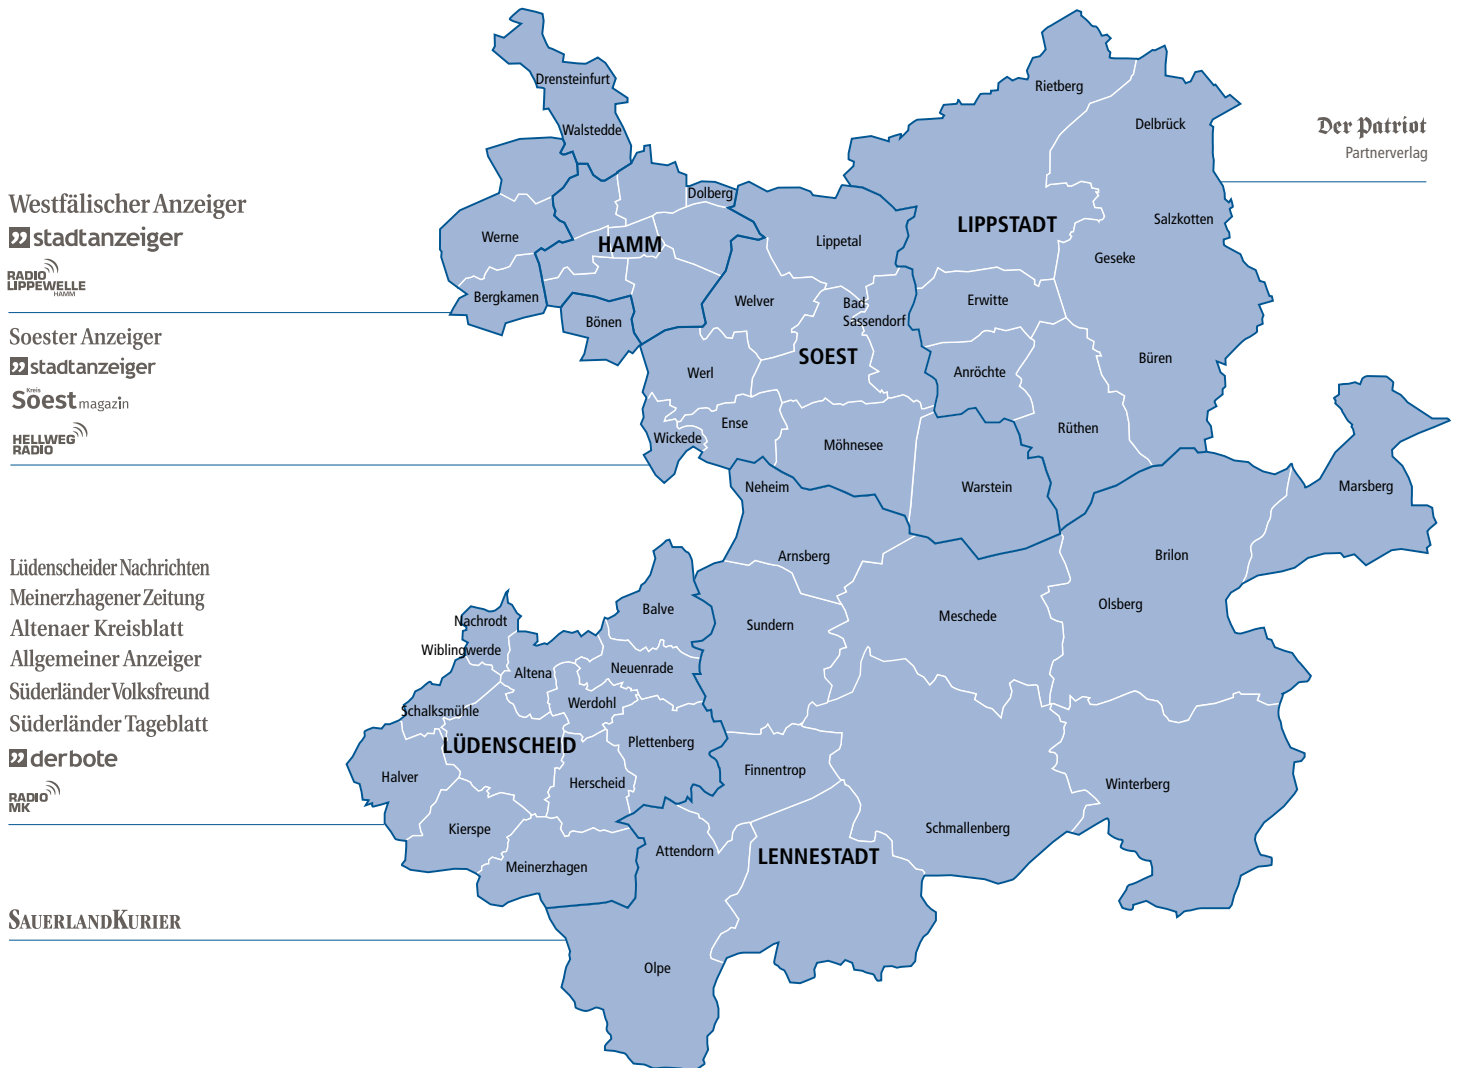 Drensteinfurt
Walstedde
Rietberg
Delbrück
Der Patriot
Partnerverlag
Westfälischer Anzeiger
stadtanzeiger
RADIO
LIPPEWELLE
HAMM
Dolberg
Werne
HAMM
Lippetal
LIPPSTADT
Salzkotten
Geseke
Bergkamen
Bönen
Welver
Bad
Sassendorf
Erwitte
Soester Anzeiger
stadtanzeiger
Kreis
Soest magazin
HELLWEG
RADIO
SOEST
Werl
Anröchte
Büren
Wickede
Ense
Möhnesee
Rüthen
Neheim
Warstein
Marsberg
Arnsberg
Brilon
Lüdenscheider Nachrichten
Meinerzhagener Zeitung
Altenaer Kreisblatt
Allgemeiner Anzeiger
Süderländer Volksfreund
Süderländer Tageblatt
derbote
RADIO
MK
Nachrodt
Wiblingwerde
Balve
Sundern
Meschede
Olsberg
Altena
Neuenrade
Schalksmühle
Werdohl
LÜDENSCHEID
Plettenberg
Halver
Herscheid
Finnentrop
Winterberg
Kierspe
Meinerzhagen
Attendorn
LENNESTADT
Schmallenberg
SAUERLANDKURIER
Olpe